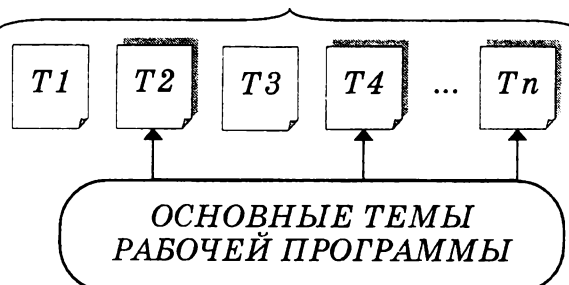 T1 T2 T3 T4 ... Tn
ОСНОВНЫЕ ТЕМЫ
РАБОЧЕЙ ПРОГРАММЫ